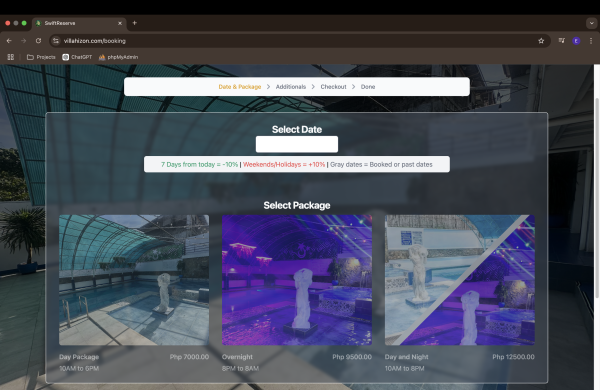 SwiftReserve
villahizon.com/booking
Projects
ChatGPT
phpMyAdmin
E
Date & Package > Additionals > Checkout > Done
Select Date
7 Days from today = -10% | Weekends/Holidays = +10% | Gray dates = Booked or past dates
Select Package
Day Package Php 7000.00
10AM to 6PM
Overnight Php 9500.00
8PM to 8AM
Day and Night Php 12500.00
10AM to 8PM